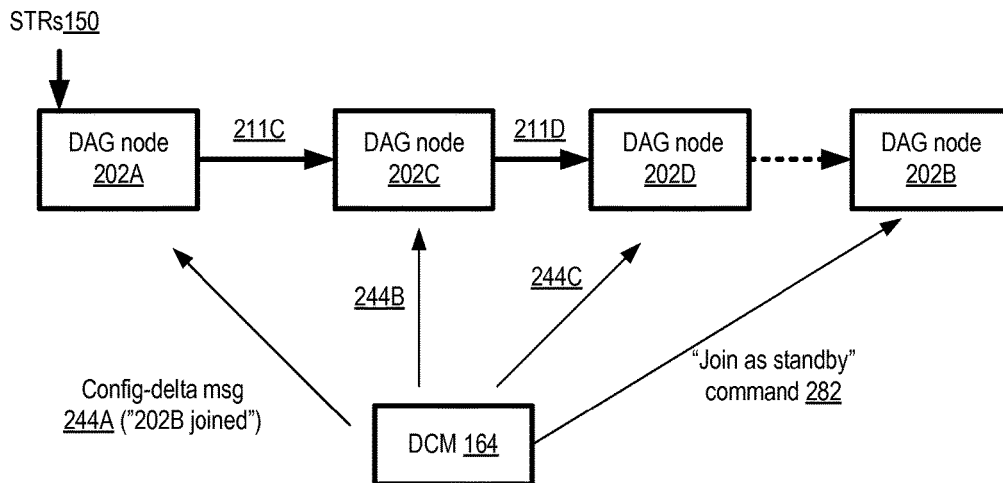 STRs150
DAG node
202A
211C
DAG node
202C
211D
DAG node
202D
DAG node
202B
244B
244C
Config-delta msg
244A ("202B joined")
"Join as standby"
command 282
DCM 164